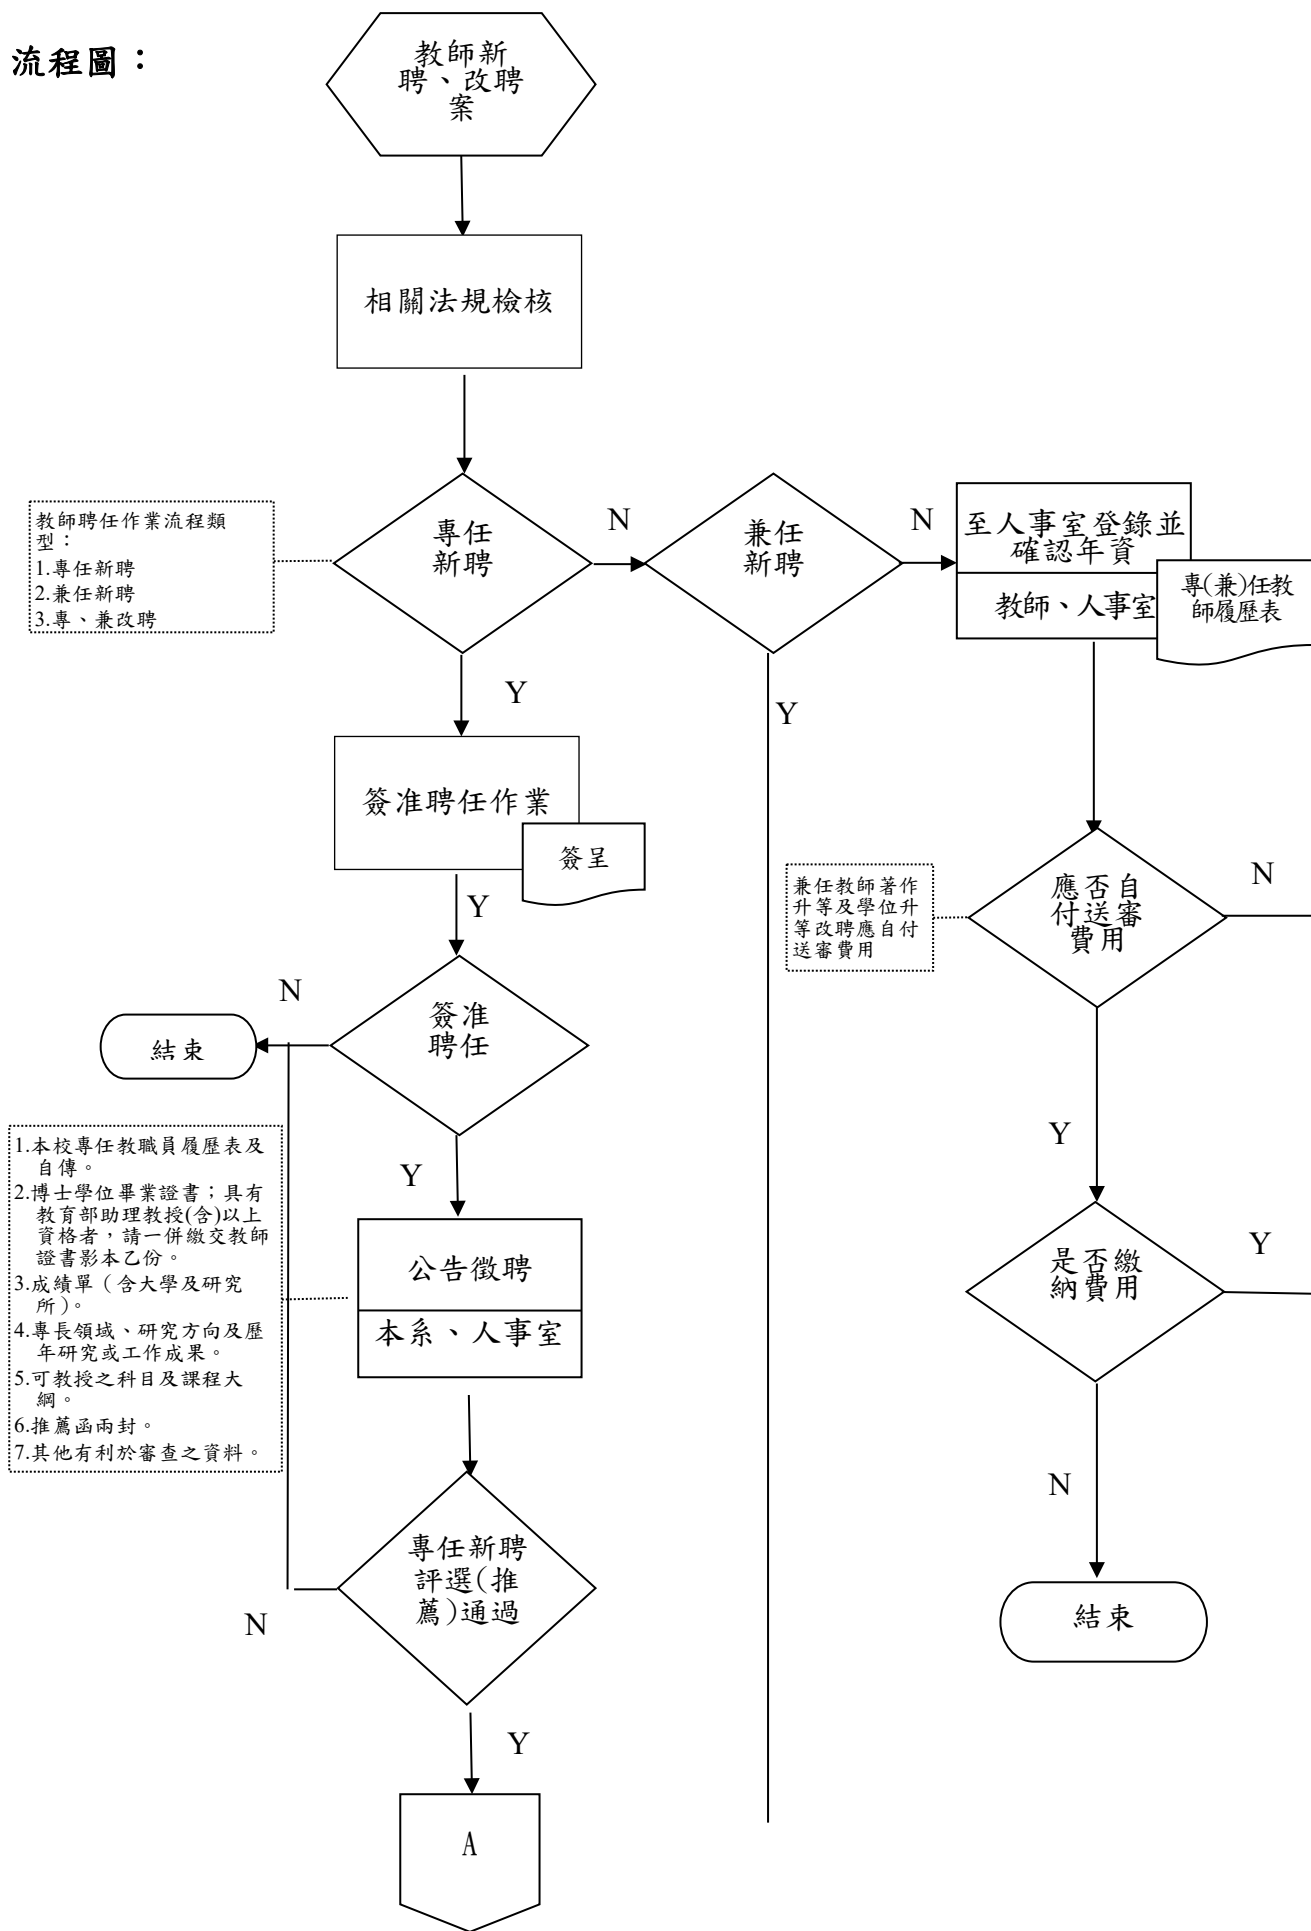 流程圖：
教師新
聘、改聘
案
相關法規檢核
教師聘任作業流程類
型：
1.專任新聘
2.兼任新聘
3.專、兼改聘
專任
新聘
N
兼任
新聘
N
至人事室登錄並
確認年資
教師、人事室
專(兼)任教
師履歷表
Y
Y
簽准聘任作業
簽呈
Y
兼任教師著作
升等及學位升
等改聘應自付
送審費用
應否自
付送審
費用
N
N
簽准
聘任
結束
Y
Y
1.本校專任教職員履歷表及
自傳。
2.博士學位畢業證書；具有
教育部助理教授(含)以上
資格者，請一併繳交教師
證書影本乙份。
3.成績單（含大學及研究
所）。
4.專長領域、研究方向及歷
年研究或工作成果。
5.可教授之科目及課程大
綱。
6.推薦函兩封。
7.其他有利於審查之資料。
公告徵聘
本系、人事室
是否繳
納費用
Y
N
專任新聘
評選(推
薦)通過
N
結束
Y
A